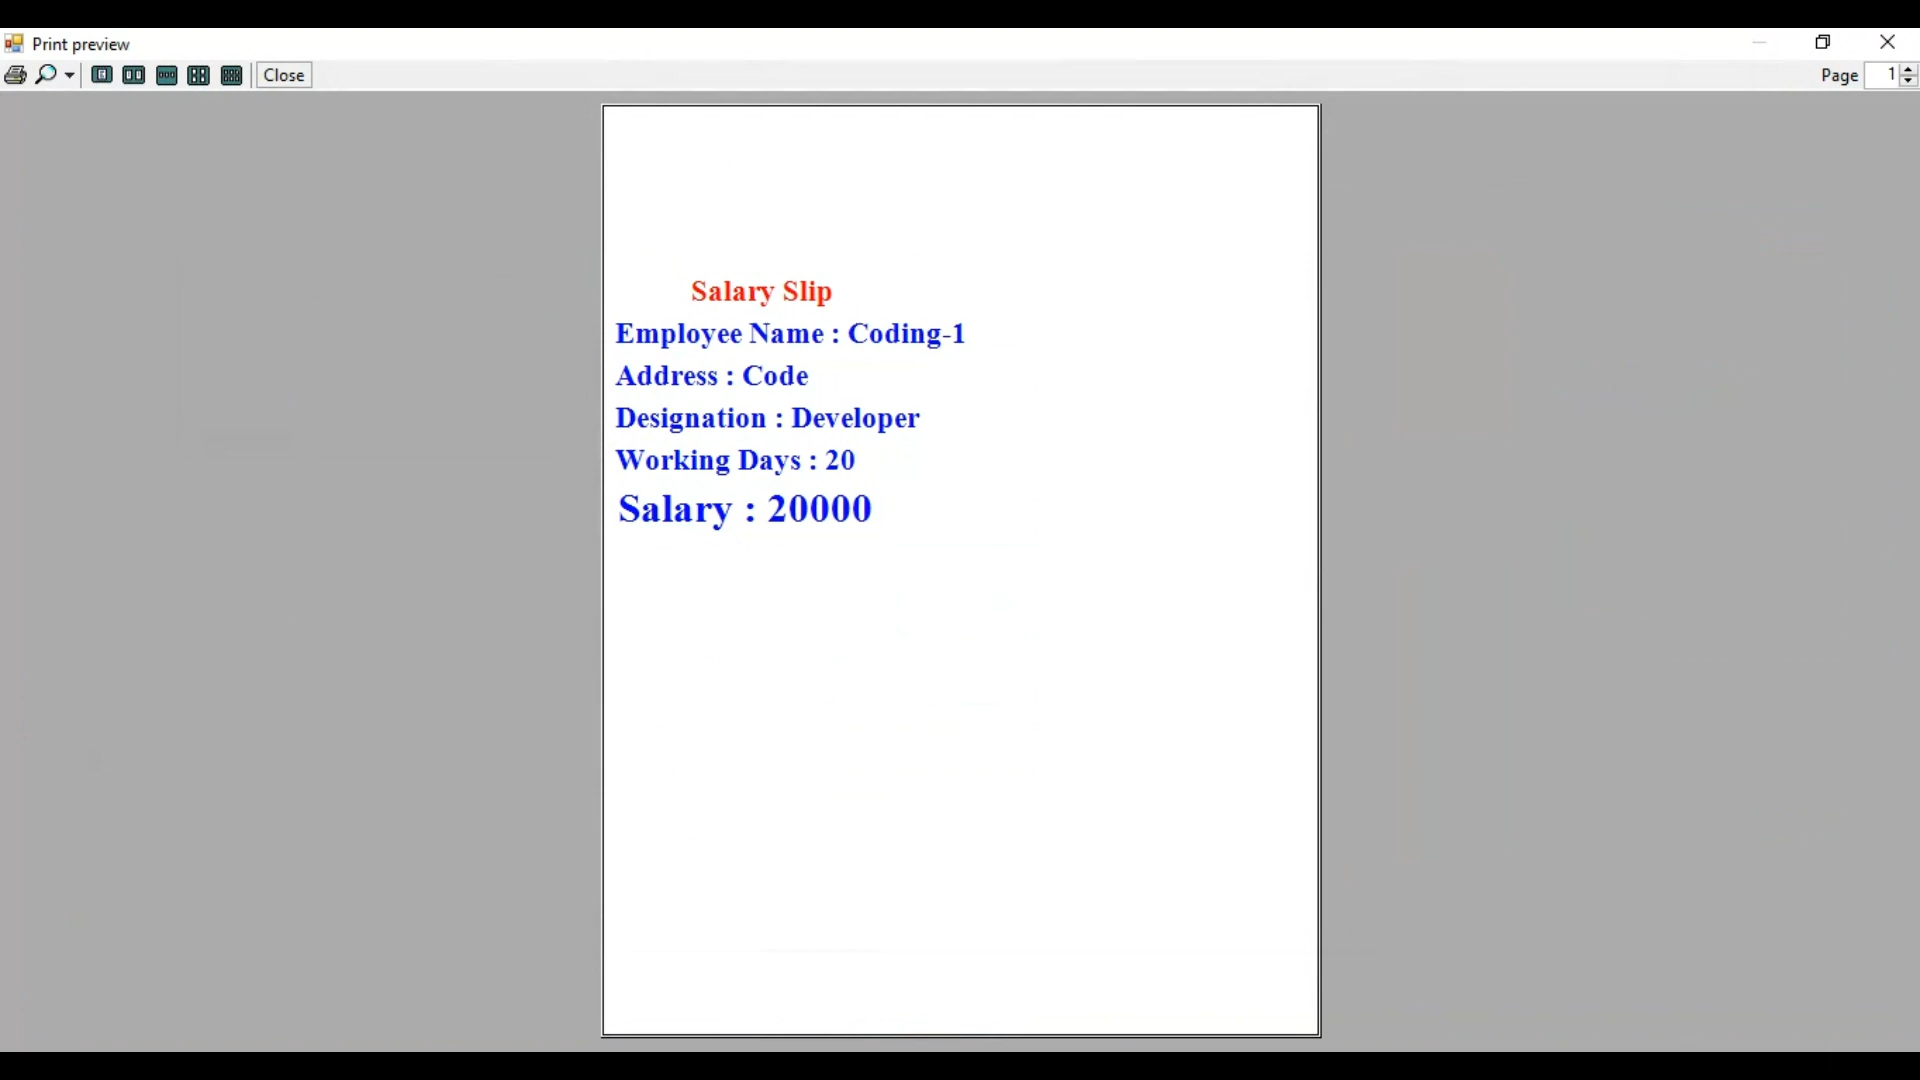 Print preview
Close
Page 1
Salary Slip
Employee Name : Coding-1
Address : Code
Designation : Developer
Working Days : 20
Salary : 20000